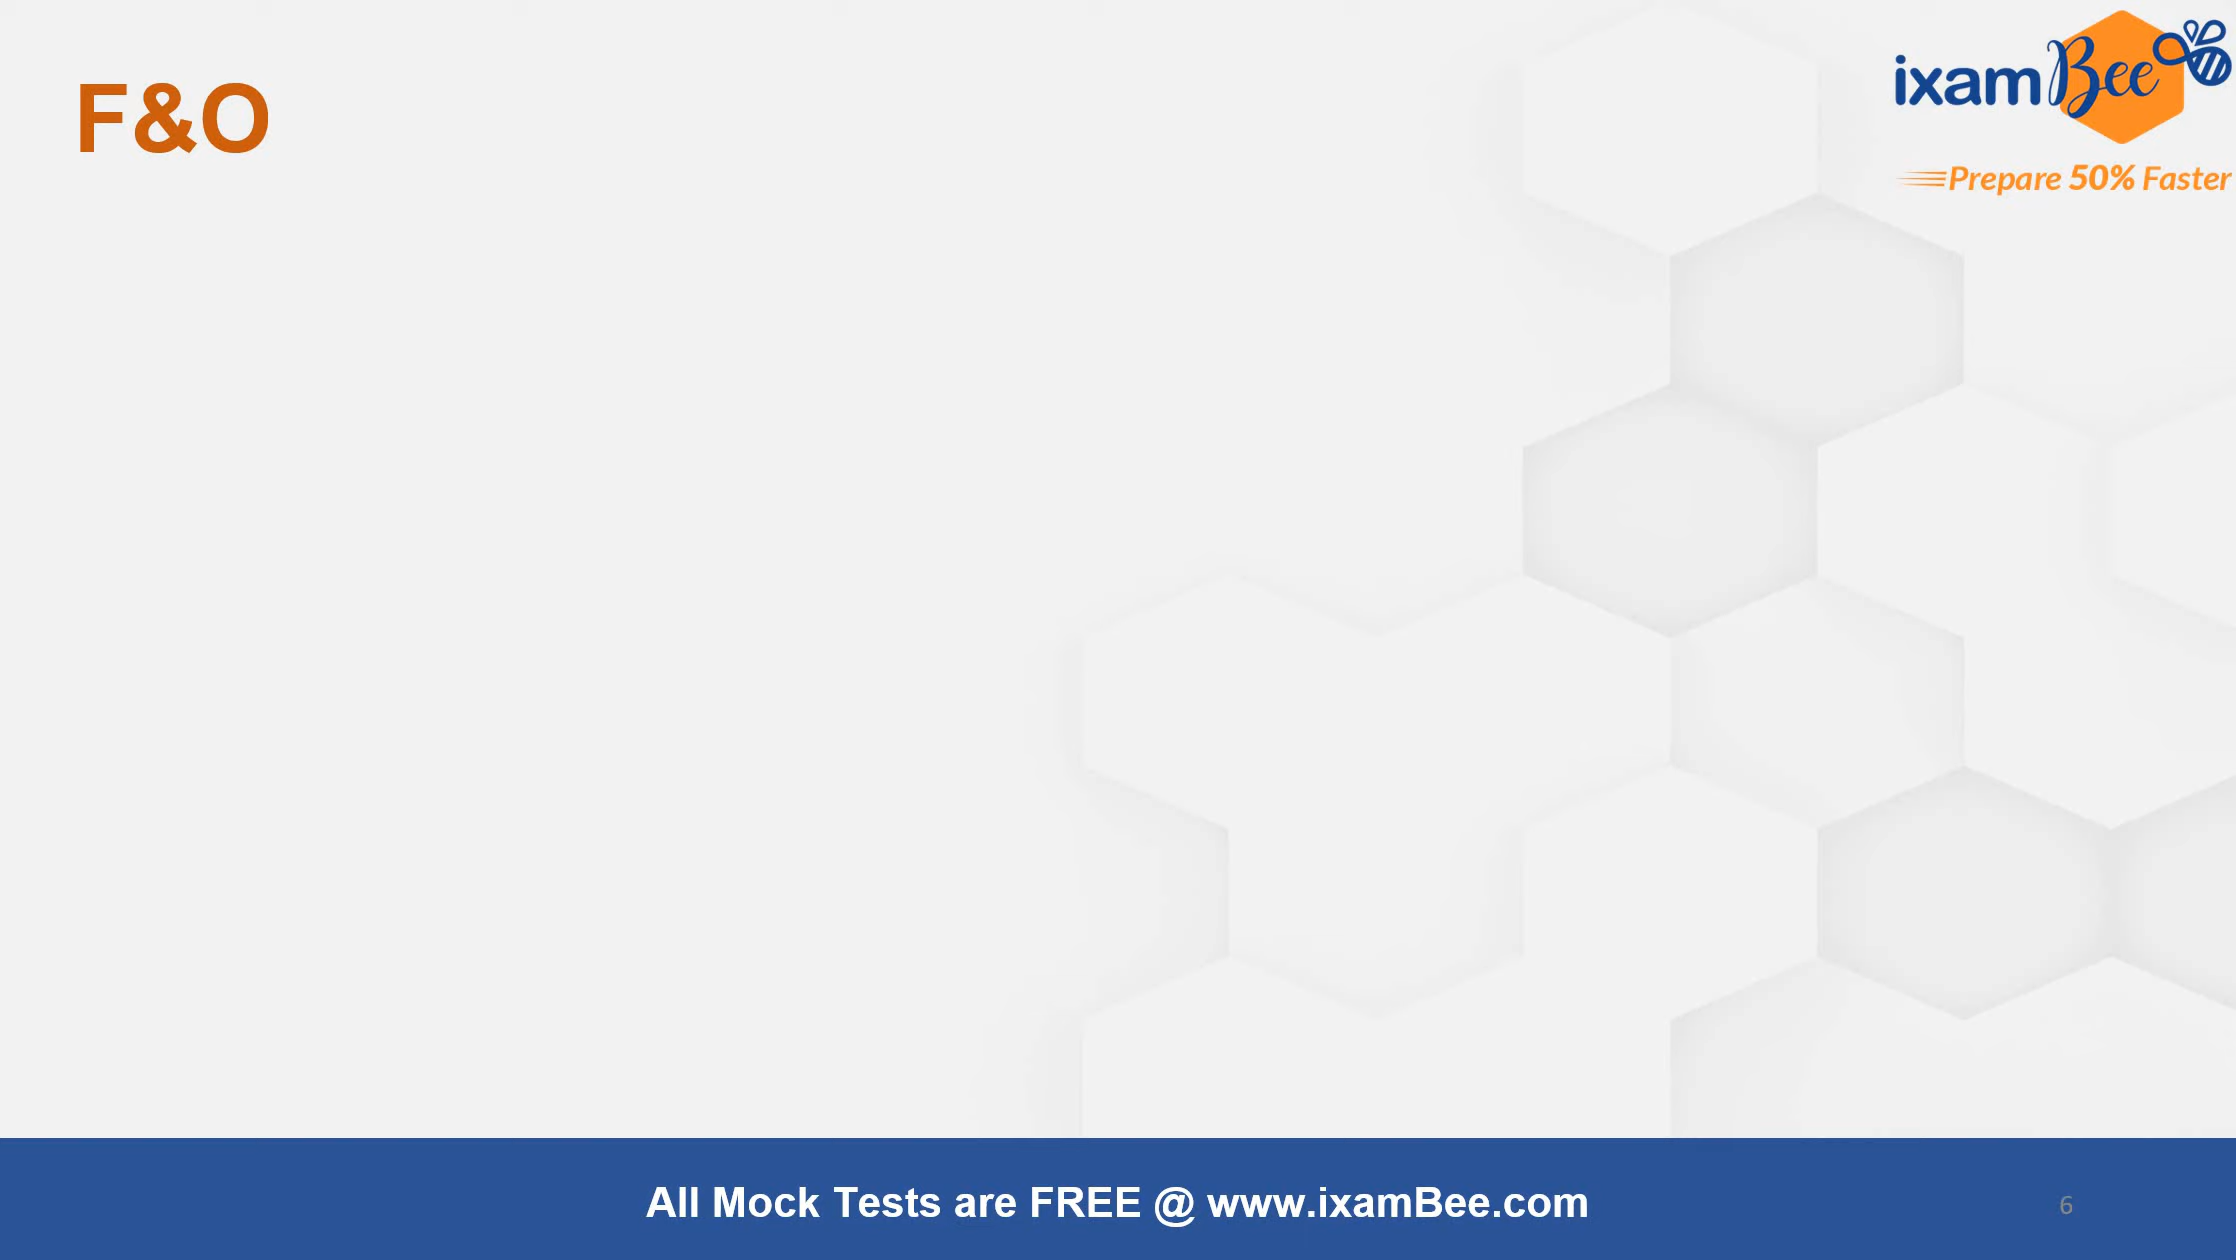 F&O
ixamBee
Prepare 50% Faster
All Mock Tests are FREE @ www.ixamBee.com
6